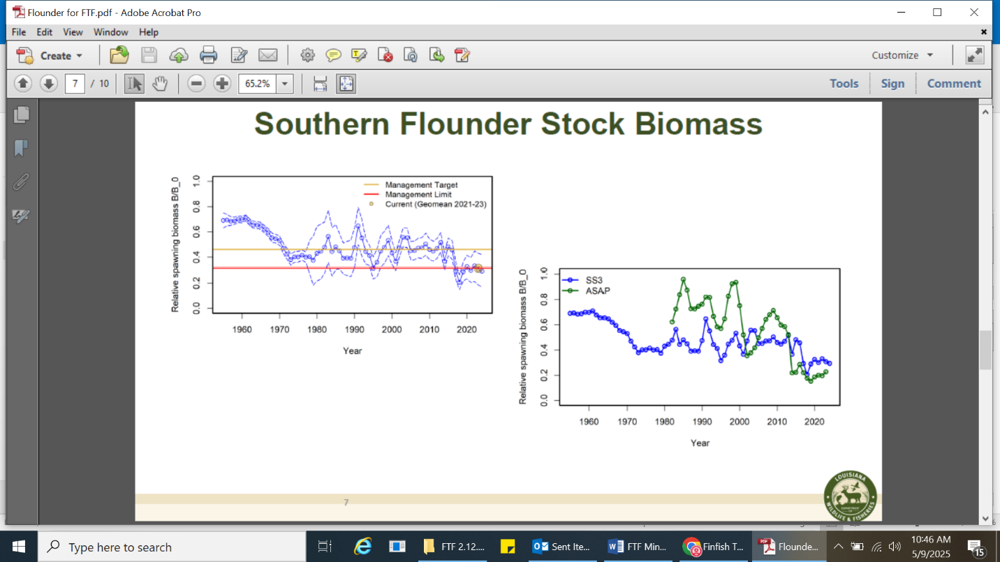 Flounder for FTF.pdf - Adobe Acrobat Pro
File Edit View Window Help
Create
Customize
7 / 10
65.2%
Tools Sign Comment
Southern Flounder Stock Biomass
Relative spawning biomass B/B_0
0.0 0.2 0.4 0.6 0.8 1.0
Management Target
Management Limit
Current (Geomean 2021-23)
1960 1970 1980 1990 2000 2010 2020
Year
Relative spawning biomass B/B_0
0.0 0.2 0.4 0.6 0.8 1.0
SS3
ASAP
1960 1970 1980 1990 2000 2010 2020
Year
7
LOUISIANA
WILDLIFE & FISHERIES
Type here to search
FTF 2.12....
Sent Ite...
FTF Min...
Finfish T...
Flounde...
10:46 AM
5/9/2025
15